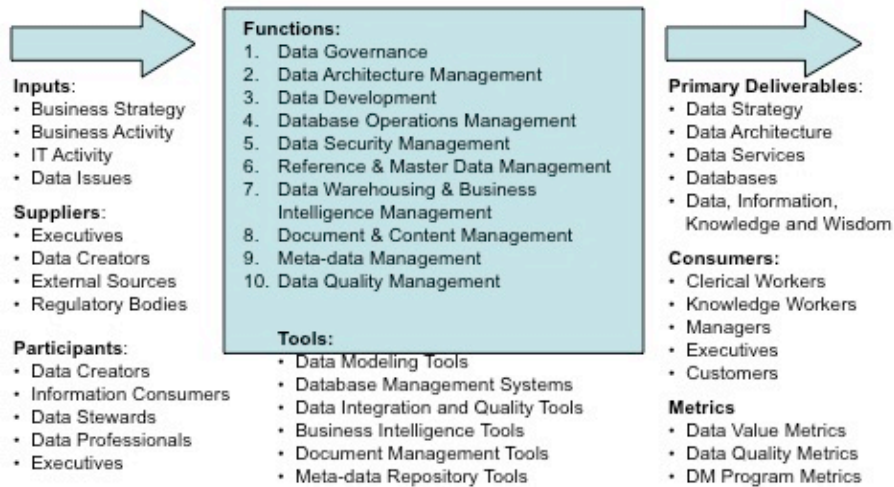 Inputs:
• Business Strategy
• Business Activity
• IT Activity
• Data Issues
Suppliers:
• Executives
• Data Creators
• External Sources
• Regulatory Bodies
Participants:
• Data Creators
• Information Consumers
• Data Stewards
• Data Professionals
• Executives
Functions:
1. Data Governance
2. Data Architecture Management
3. Data Development
4. Database Operations Management
5. Data Security Management
6. Reference & Master Data Management
7. Data Warehousing & Business
Intelligence Management
8. Document & Content Management
9. Meta-data Management
10. Data Quality Management
Tools:
• Data Modeling Tools
• Database Management Systems
• Data Integration and Quality Tools
• Business Intelligence Tools
• Document Management Tools
• Meta-data Repository Tools
Primary Deliverables:
• Data Strategy
• Data Architecture
• Data Services
• Databases
• Data, Information,
Knowledge and Wisdom
Consumers:
• Clerical Workers
• Knowledge Workers
• Managers
• Executives
• Customers
Metrics
• Data Value Metrics
• Data Quality Metrics
• DM Program Metrics